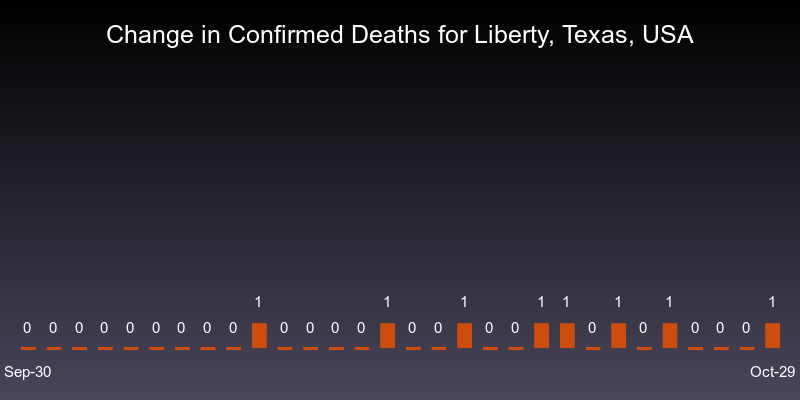 Change in Confirmed Deaths for Liberty, Texas, USA
0 0 0 0 0 0 0 0 0 1 0 0 0 0 1 0 0 1 0 0 1 1 0 1 0 1 0 0 0 1
Sep-30 Oct-29